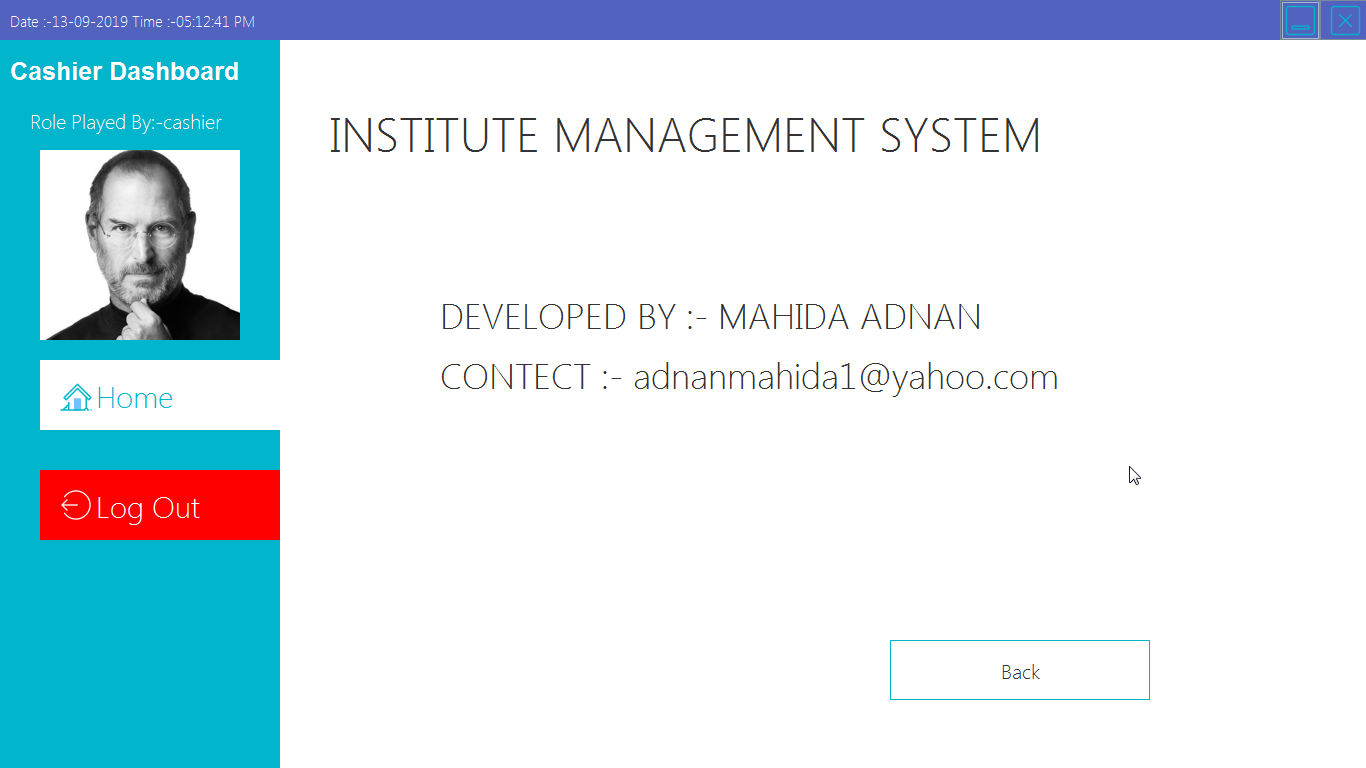 Date :-13-09-2019 Time :-05:12:41 PM
Cashier Dashboard
Role Played By:-cashier
Home
Log Out
INSTITUTE MANAGEMENT SYSTEM
DEVELOPED BY :- MAHIDA ADNAN
CONTECT :- adnanmahida1@yahoo.com
Back